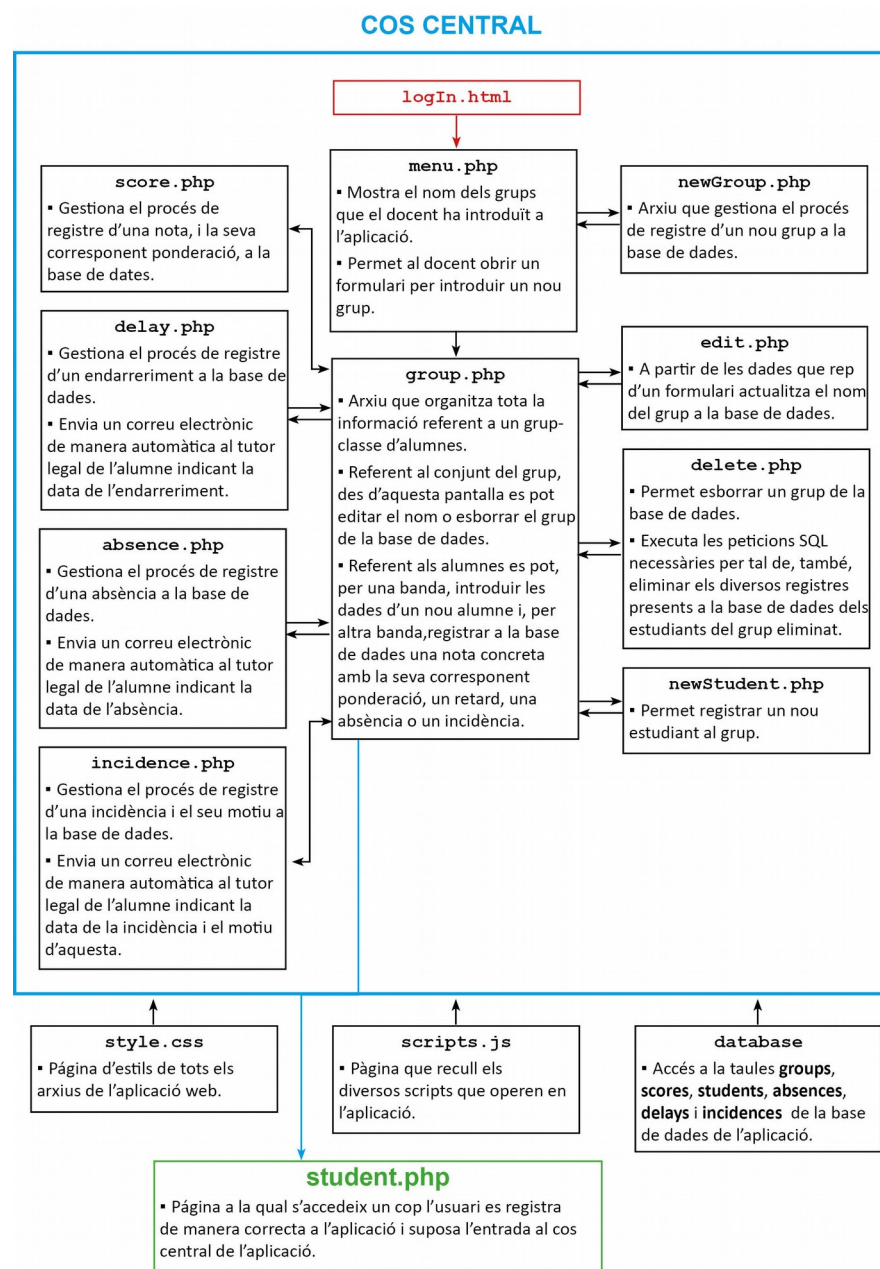 COS CENTRAL
logIn.html
menu.php
▪ Mostra el nom dels grups
que el docent ha introduït a
l'aplicació.
▪ Permet al docent obrir un
formulari per introduir un nou
grup.
score.php
▪ Gestiona el procés de
registre d'una nota, i la seva
corresponent ponderació, a la
base de dates.
newGroup.php
▪ Arxiu que gestiona el procés
de registre d'un nou grup a la
base de dades.
delay.php
▪ Gestiona el procés de registre
d'un endarreriment a la base de
dades.
▪ Envia un correu electrònic
de manera automàtica al tutor
legal de l'alumne indicant la
data de l'endarreriment.
group.php
▪ Arxiu que organitza tota la
informació referent a un grup-
classe d'alumnes.
▪ Referent al conjunt del grup,
des d'aquesta pantalla es pot
editar el nom o esborrar el grup
de la base de dades.
▪ Referent als alumnes es pot,
per una banda, introduir les
dades d'un nou alumne i, per
altra banda,registrar a la base
de dades una nota concreta
amb la seva corresponent
ponderació, un retard, una
absència o un incidència.
edit.php
▪ A partir de les dades que rep
d'un formulari actualitza el nom
del grup a la base de dades.
delete.php
▪ Permet esborrar un grup de la
base de dades.
▪ Executa les peticions SQL
necessàries per tal de, també,
eliminar els diversos registres
presents a la base de dades dels
estudiants del grup eliminat.
absence.php
▪ Gestiona el procés de registre
d'una absència a la base de
dades.
▪ Envia un correu electrònic
de manera automàtica al tutor
legal de l'alumne indicant la
data de l'absència.
newStudent.php
▪ Permet registrar un nou
estudiant al grup.
incidence.php
▪ Gestiona el procés de registre
d'una incidència i el seu motiu a
la base de dades.
▪ Envia un correu electrònic
de manera automàtica al tutor
legal de l'alumne indicant la
data de la incidència i el motiu
d'aquesta.
style.css
▪ Página d'estils de tots els
arxius de l'aplicació web.
scripts.js
▪ Pàgina que recull els
diversos scripts que operen en
l'aplicació.
database
▪ Accés a la taules groups,
scores, students, absences,
delays i incidences de la base
de dades de l'aplicació.
student.php
▪ Página a la qual s'accedeix un cop l'usuari es registra
de manera correcta a l'aplicació i suposa l'entrada al cos
central de l'aplicació.